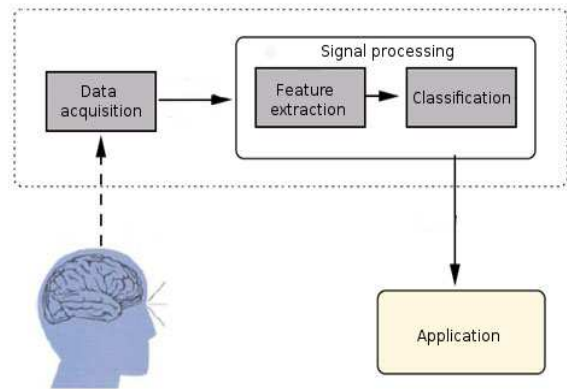 Signal processing
Data
acquisition
Feature
extraction
Classification
Application